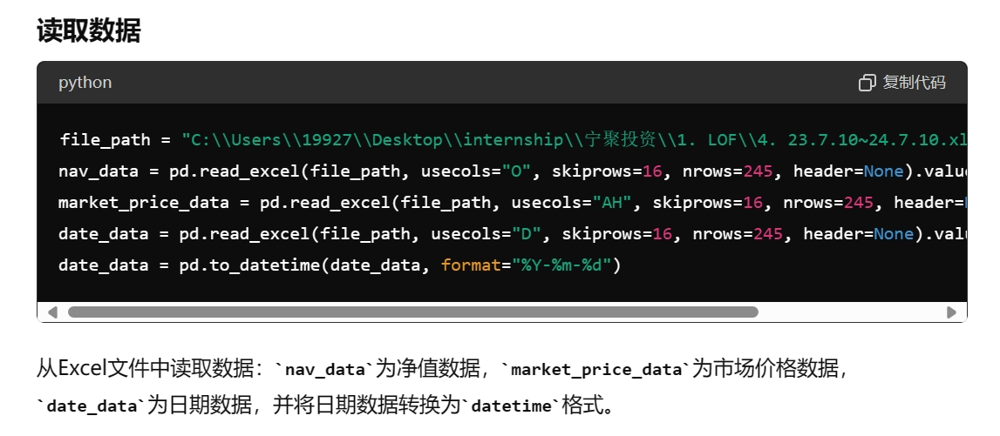 读取数据
python
复制代码
file_path = "C:\\Users\\19927\\Desktop\\internship\\宁聚投资\\1. LOF\\4. 23.7.10~24.7.10.xl
nav_data = pd.read_excel(file_path, usecols="O", skiprows=16, nrows=245, header=None).valu
market_price_data = pd.read_excel(file_path, usecols="AH", skiprows=16, nrows=245, header=
date_data = pd.read_excel(file_path, usecols="D", skiprows=16, nrows=245, header=None).valu
date_data = pd.to_datetime(date_data, format="%Y-%m-%d")
从Excel文件中读取数据：`nav_data`为净值数据，`market_price_data`为市场价格数据，
`date_data`为日期数据，并将日期数据转换为`datetime`格式。